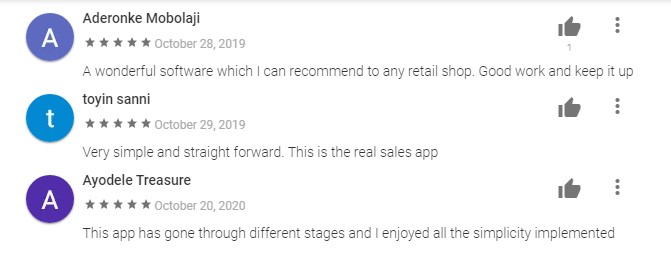 Aderonke Mobolaji
A
★★★★★ October 28, 2019
1
A wonderful software which I can recommend to any retail shop. Good work and keep it up
toyin sanni
t
★★★★★ October 29, 2019
Very simple and straight forward. This is the real sales app
Ayodele Treasure
A
★★★★★ October 20, 2020
This app has gone through different stages and I enjoyed all the simplicity implemented